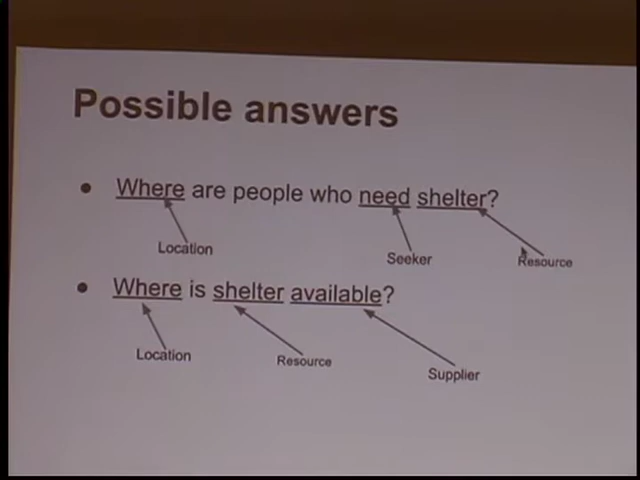 Possible answers
• Where are people who need shelter?
Location
Seeker
Resource
• Where is shelter available?
Location
Resource
Supplier